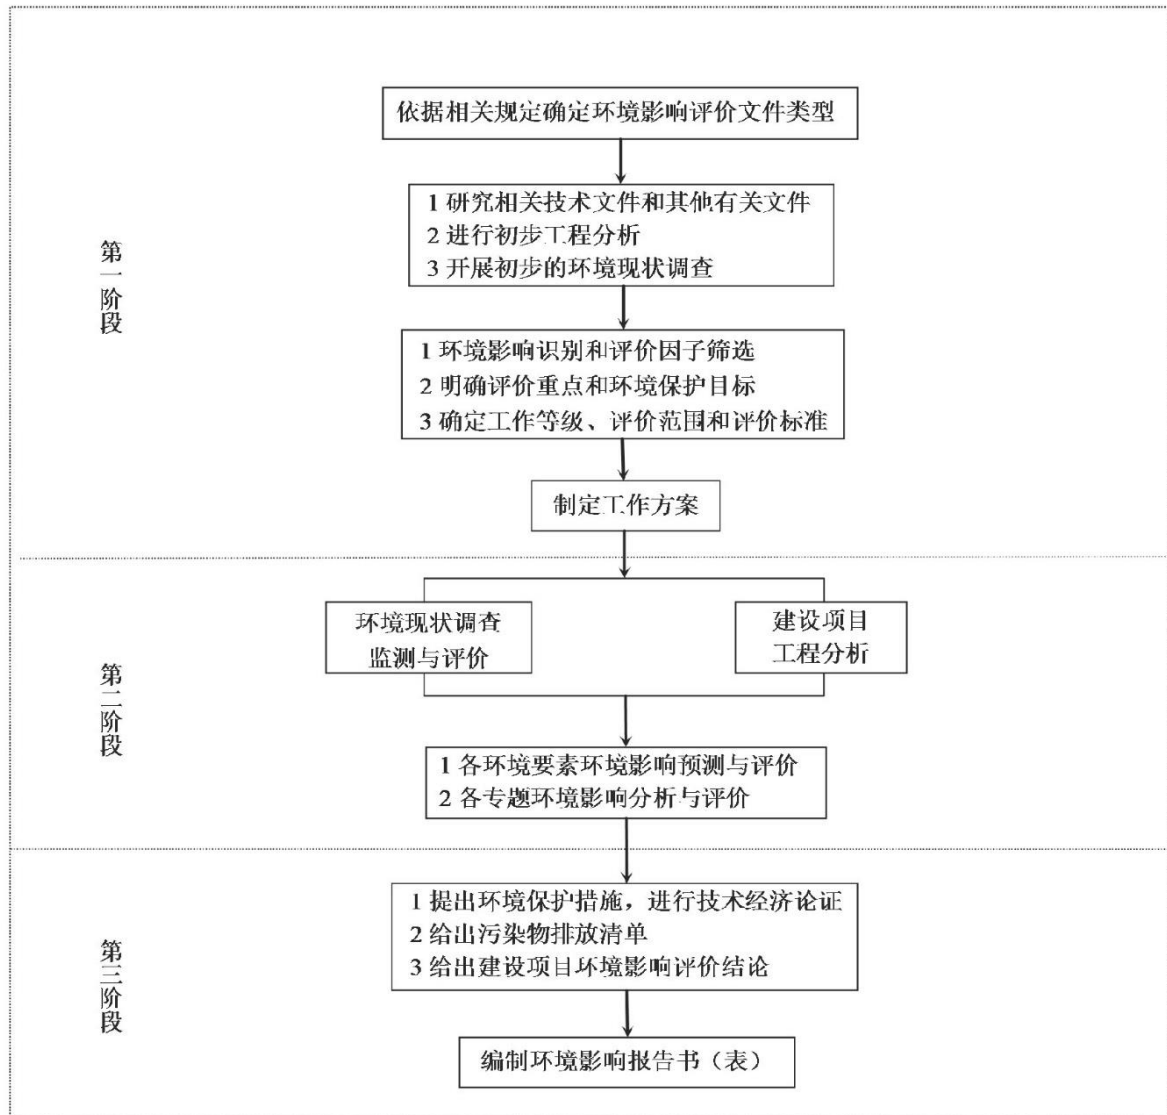 依据相关规定确定环境影响评价文件类型
1 研究相关技术文件和其他有关文件
2 进行初步工程分析
3 开展初步的环境现状调查
第一阶段
1 环境影响识别和评价因子筛选
2 明确评价重点和环境保护目标
3 确定工作等级、评价范围和评价标准
制定工作方案
环境现状调查
监测与评价
建设项目
工程分析
第二阶段
1 各环境要素环境影响预测与评价
2 各专题环境影响分析与评价
1 提出环境保护措施，进行技术经济论证
2 给出污染物排放清单
3 给出建设项目环境影响评价结论
第三阶段
编制环境影响报告书（表）